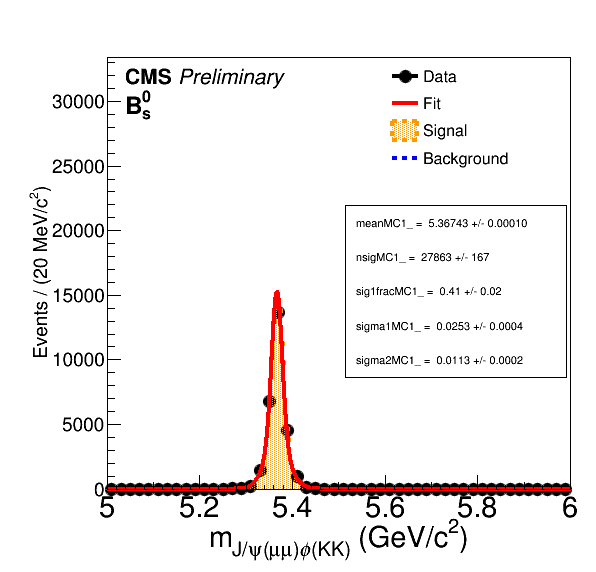 CMS Preliminary
B_s^0
Data
Fit
Signal
Background
meanMC1_ = 5.36743 +/- 0.00010
nsigMC1_ = 27863 +/- 167
sig1fracMC1_ = 0.41 +/- 0.02
sigma1MC1_ = 0.0253 +/- 0.0004
sigma2MC1_ = 0.0113 +/- 0.0002
Events / (20 MeV/c²)
30000
25000
20000
15000
10000
5000
0
5 5.2 5.4 5.6 5.8 6
m_J/ψ(μμ)ϕ(KK) (GeV/c²)